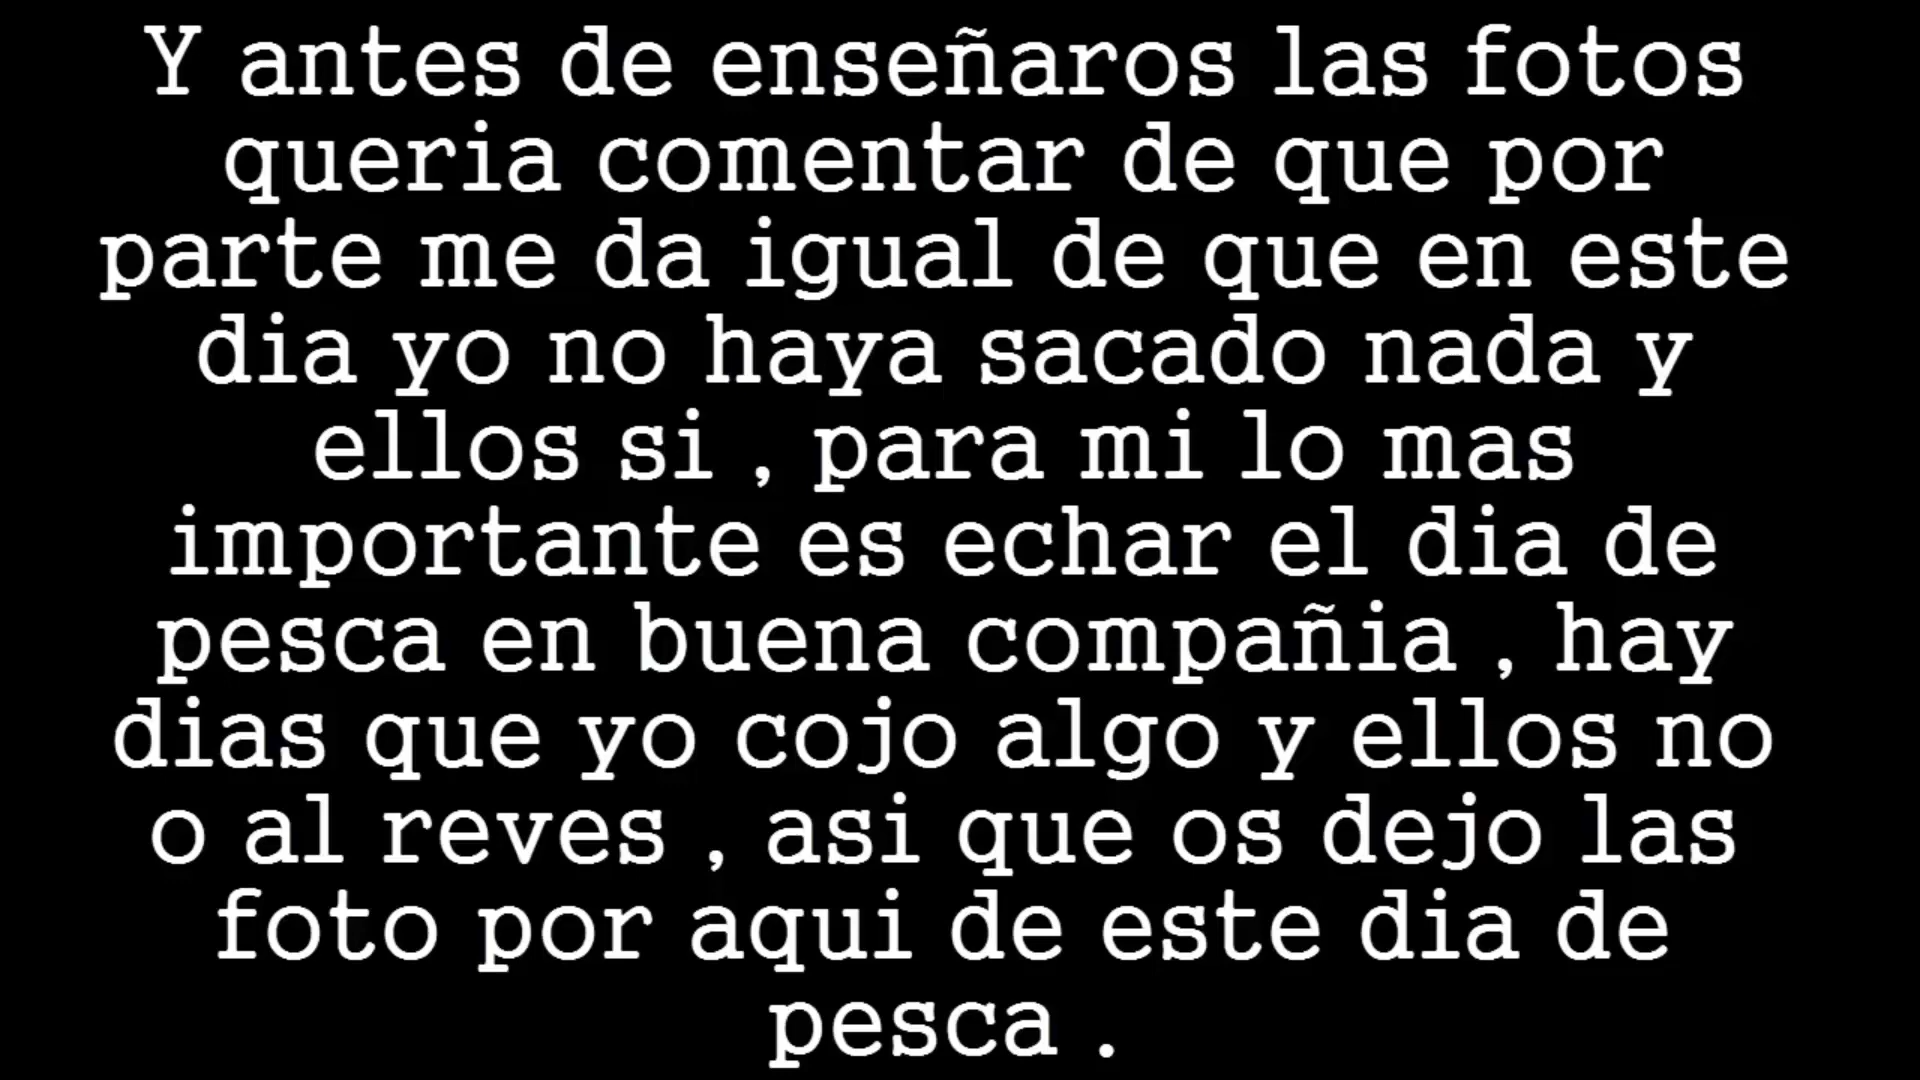 Y antes de enseñaros las fotos
queria comentar de que por
parte me da igual de que en este
dia yo no haya sacado nada y
ellos si , para mi lo mas
importante es echar el dia de
pesca en buena compañia , hay
dias que yo cojo algo y ellos no
o al reves , asi que os dejo las
foto por aqui de este dia de
pesca .